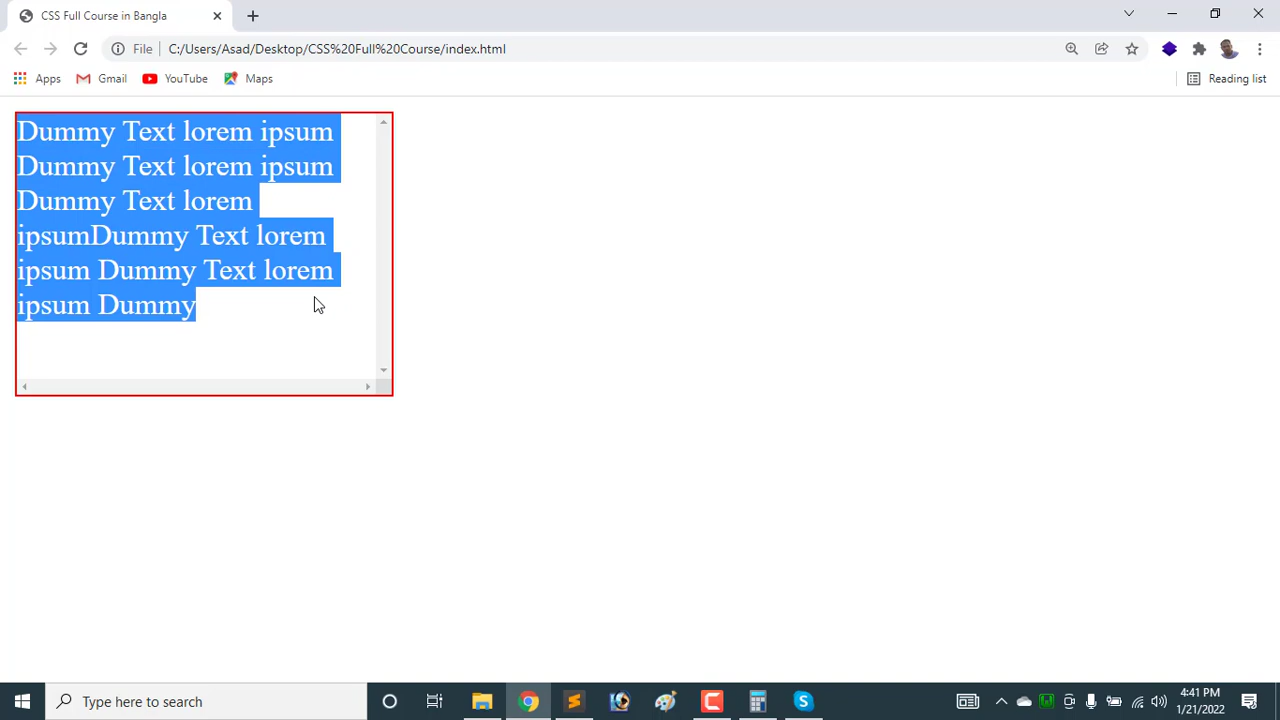 CSS Full Course in Bangla
File
C:/Users/Asad/Desktop/CSS%20Full%20Course/index.html
Apps
Gmail
YouTube
Maps
Reading list
Dummy Text lorem ipsum
Dummy Text lorem ipsum
Dummy Text lorem
ipsumDummy Text lorem
ipsum Dummy Text lorem
ipsum Dummy
Type here to search
4:41 PM
1/21/2022